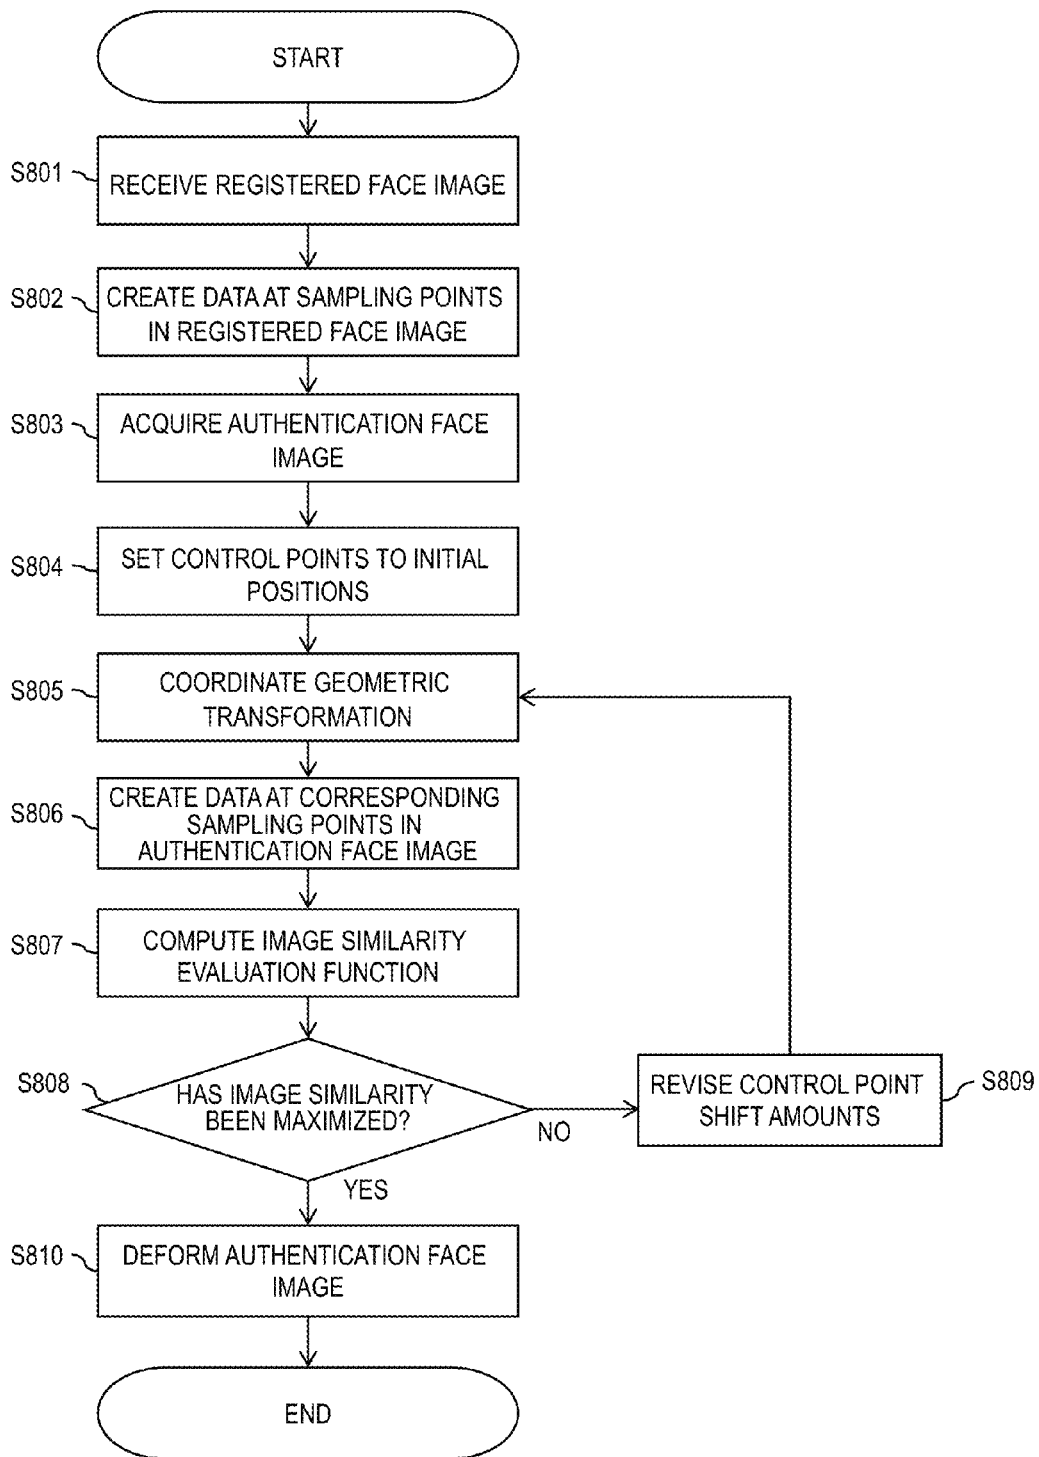 START
S801
RECEIVE REGISTERED FACE IMAGE
S802
CREATE DATA AT SAMPLING POINTS
IN REGISTERED FACE IMAGE
S803
ACQUIRE AUTHENTICATION FACE
IMAGE
S804
SET CONTROL POINTS TO INITIAL
POSITIONS
S805
COORDINATE GEOMETRIC
TRANSFORMATION
S806
CREATE DATA AT CORRESPONDING
SAMPLING POINTS IN
AUTHENTICATION FACE IMAGE
S807
COMPUTE IMAGE SIMILARITY
EVALUATION FUNCTION
S808
HAS IMAGE SIMILARITY
BEEN MAXIMIZED?
NO
REVISE CONTROL POINT
SHIFT AMOUNTS
S809
YES
S810
DEFORM AUTHENTICATION FACE
IMAGE
END